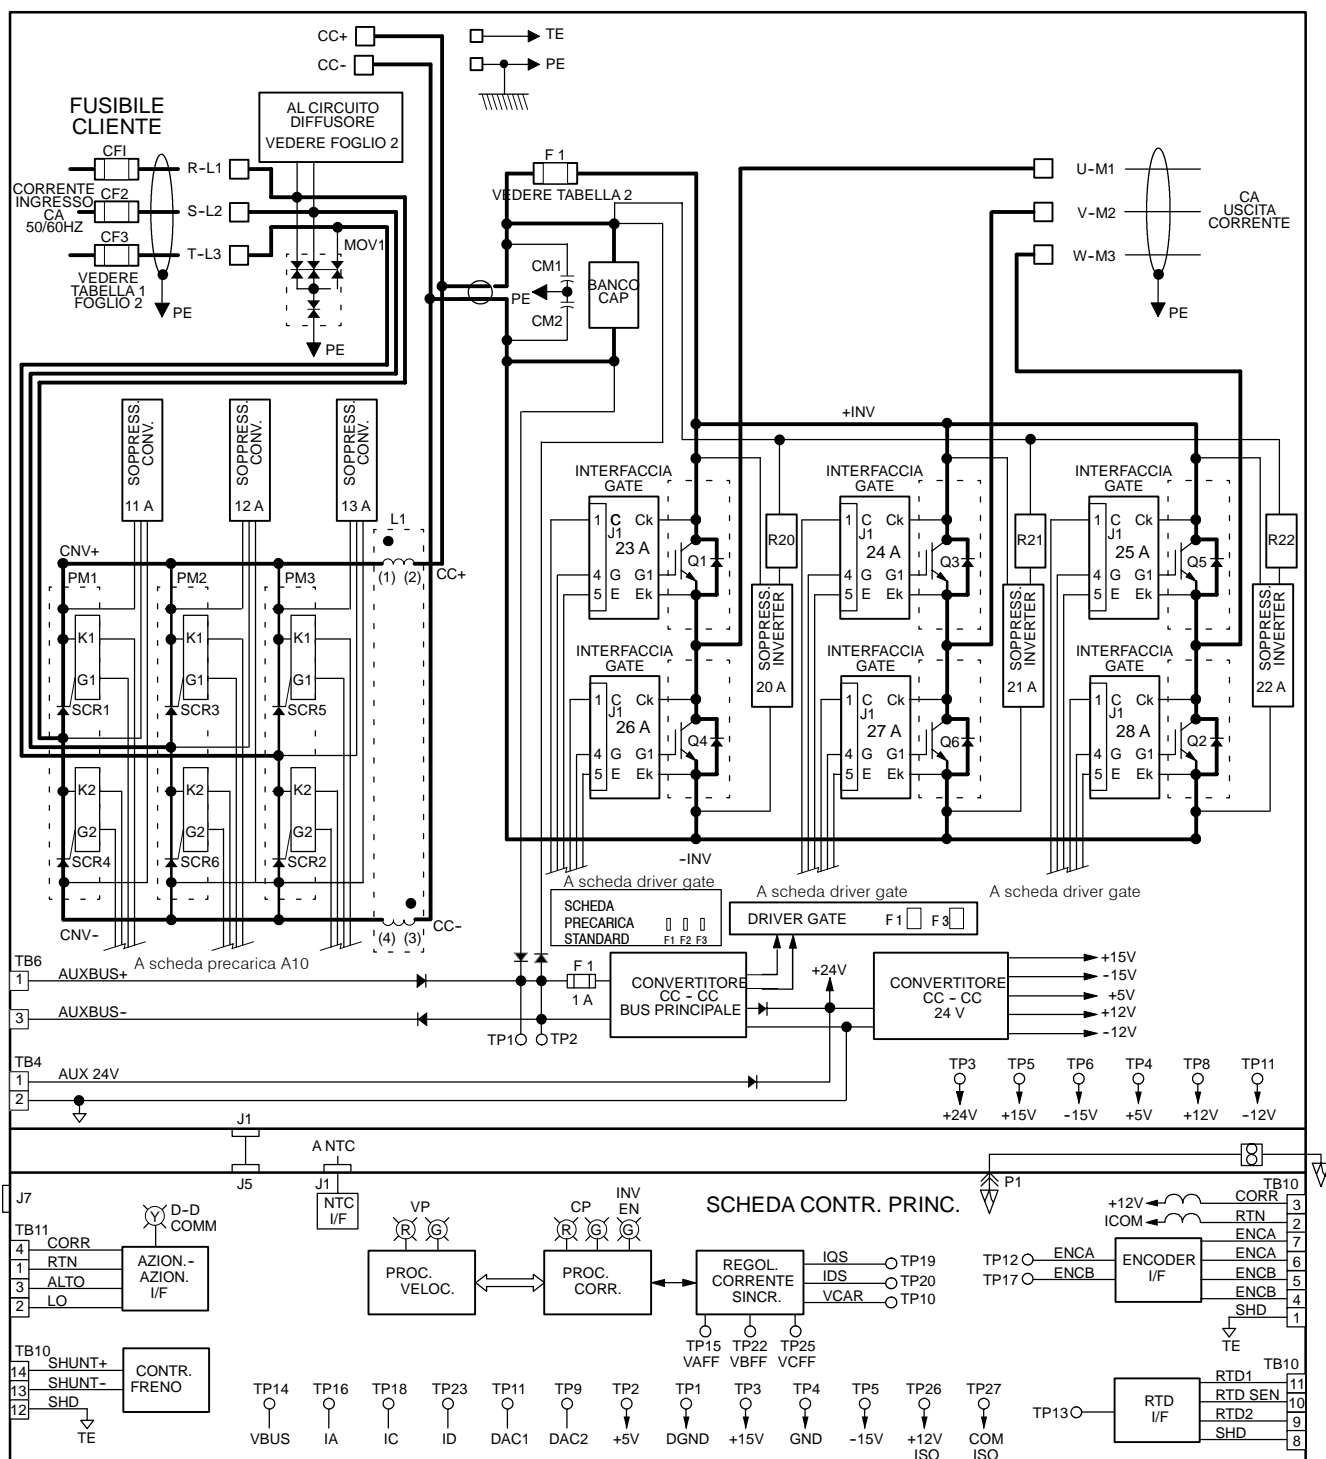 CC+
CC-
TE
PE
FUSIBILE
CLIENTE
AL CIRCUITO
DIFFUSORE
VEDERE FOGLIO 2
CF1
R-L1
CORRENTE
INGRESSO
CA
50/60HZ
CF2
S-L2
CF3
T-L3
VEDERE
TABELLA 1
FOGLIO 2
PE
MOV1
PE
F 1
VEDERE TABELLA 2
CM1
PE
CM2
BANCO
CAP
U-M1
V-M2
W-M3
CA
USCITA
CORRENTE
PE
SOPPRESS.
CONV.
11 A
SOPPRESS.
CONV.
12 A
SOPPRESS.
CONV.
13 A
L1
(1) (2)
CC+
CNV+
PM1
PM2
PM3
K1
G1
SCR1
K1
G1
SCR3
K1
G1
SCR5
K2
G2
SCR4
K2
G2
SCR6
K2
G2
SCR2
CNV-
(4) (3)
CC-
A scheda precarica A10
+INV
INTERFACCIA
GATE
1 C Ck
J1
23 A
4 G G1
5 E Ek
Q1
R20
SOPPRESS.
INVERTER
20 A
INTERFACCIA
GATE
1 C Ck
J1
24 A
4 G G1
5 E Ek
Q3
R21
SOPPRESS.
INVERTER
21 A
INTERFACCIA
GATE
1 C Ck
J1
25 A
4 G G1
5 E Ek
Q5
R22
SOPPRESS.
INVERTER
22 A
INTERFACCIA
GATE
1 C Ck
J1
26 A
4 G G1
5 E Ek
Q4
INTERFACCIA
GATE
1 C Ck
J1
27 A
4 G G1
5 E Ek
Q6
INTERFACCIA
GATE
1 C Ck
J1
28 A
4 G G1
5 E Ek
Q2
-INV
A scheda driver gate
A scheda driver gate
A scheda driver gate
SCHEDA
PRECARICA
STANDARD
F1 F2 F3
DRIVER GATE F1 F3
TB6
1 AUXBUS+
3 AUXBUS-
F 1
1 A
TP1 TP2
CONVERTITORE
CC - CC
BUS PRINCIPALE
+24V
CONVERTITORE
CC - CC
24 V
+15V
-15V
+5V
+12V
-12V
TB4
1 AUX 24V
2
TP3 TP5 TP6 TP4 TP8 TP11
+24V +15V -15V +5V +12V -12V
J1
J5
A NTC
J1
NTC
I/F
P1
J7
D-D
COMM
Y
TB11
4 CORR
1 RTN
3 ALTO
2 LO
AZION.-
AZION.
I/F
VP
R G
PROC.
VELOC.
CP
INV
EN
R G G
PROC.
CORR.
SCHEDA CONTR. PRINC.
REGOL.
CORRENTE
SINCR.
IQS TP19
IDS TP20
VCAR TP10
TP15 TP22 TP25
VAFF VBFF VCFF
TB10
+12V CORR 3
ICOM RTN 2
ENCA 7
TP12 ENCA
ENCODER
I/F
ENCA 6
TP17 ENCB
ENCB 5
ENCB 4
SHD 1
TE
TB10
14 SHUNT+
13 SHUNT-
12 SHD
TE
CONTR.
FRENO
TP14 TP16 TP18 TP23 TP11 TP9 TP2 TP1 TP3 TP4 TP5 TP26 TP27
VBUS IA IC ID DAC1 DAC2 +5V DGND +15V GND -15V +12V COM
ISO ISO
TP13
RTD
I/F
TB10
RTD1 11
RTD SEN 10
RTD2 9
SHD 8